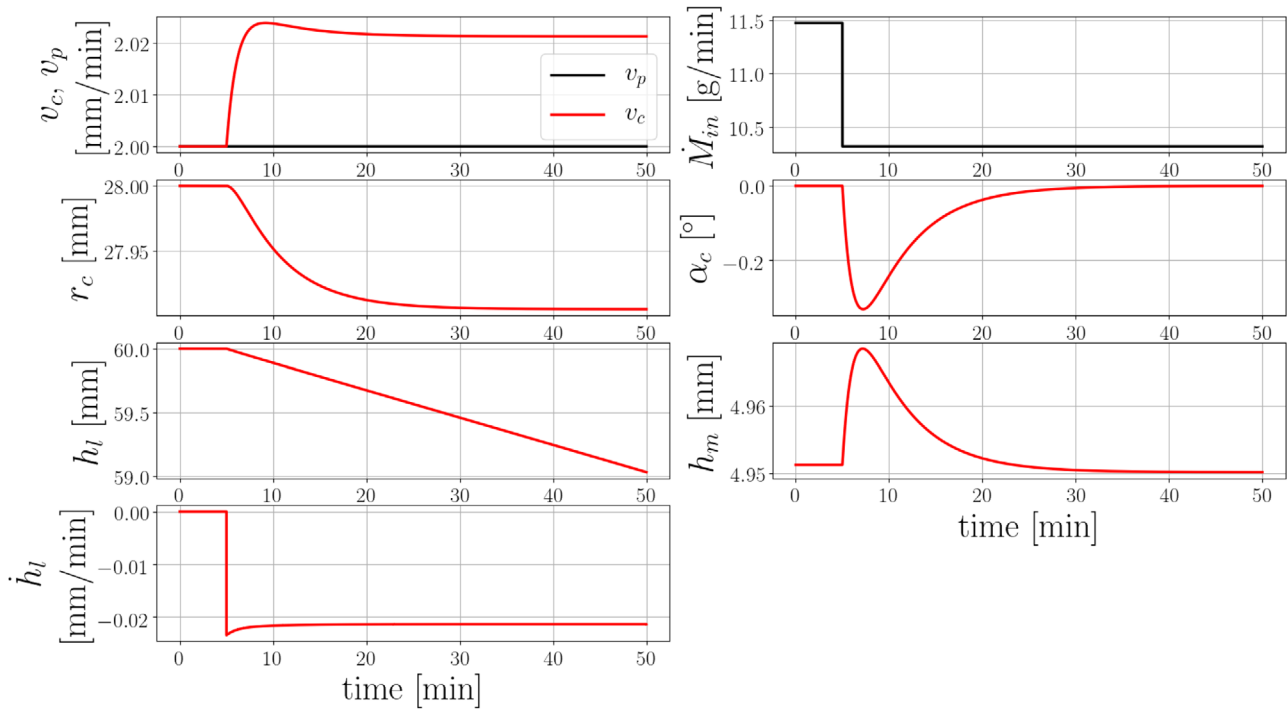 v_c, v_p
[mm/min]
2.02
2.01
2.00
v_p
v_c
0 10 20 30 40 50
Ṁ_in [g/min]
11.5
11.0
10.5
0 10 20 30 40 50
r_c [mm]
28.00
27.95
0 10 20 30 40 50
α_c [°]
0.0
−0.2
0 10 20 30 40 50
h_l [mm]
60.0
59.5
59.0
0 10 20 30 40 50
h_m [mm]
4.96
4.95
0 10 20 30 40 50
time [min]
ḣ_l
[mm/min]
0.00
−0.01
−0.02
0 10 20 30 40 50
time [min]